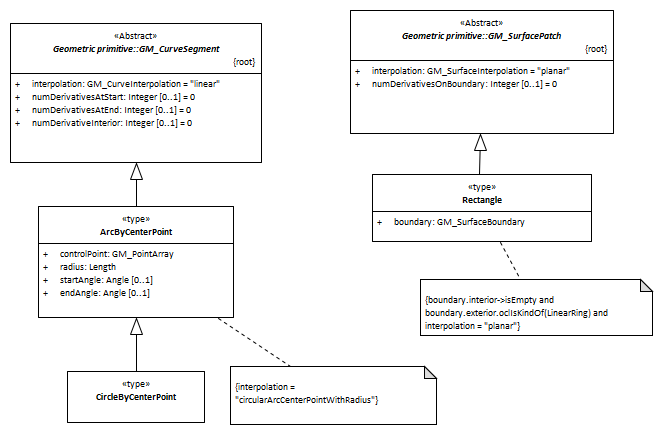 «Abstract»
Geometric primitive::GM_CurveSegment
{root}
+ interpolation: GM_CurveInterpolation = "linear"
+ numDerivativesAtStart: Integer [0..1] = 0
+ numDerivativesAtEnd: Integer [0..1] = 0
+ numDerivativeInterior: Integer [0..1] = 0
«Abstract»
Geometric primitive::GM_SurfacePatch
{root}
+ interpolation: GM_SurfaceInterpolation = "planar"
+ numDerivativesOnBoundary: Integer [0..1] = 0
«type»
ArcByCenterPoint
+ controlPoint: GM_PointArray
+ radius: Length
+ startAngle: Angle [0..1]
+ endAngle: Angle [0..1]
«type»
Rectangle
+ boundary: GM_SurfaceBoundary
{boundary.interior->isEmpty and
boundary.exterior.oclIsKindOf(LinearRing) and
interpolation = "planar"}
«type»
CircleByCenterPoint
{interpolation =
"circularArcCenterPointWithRadius"}